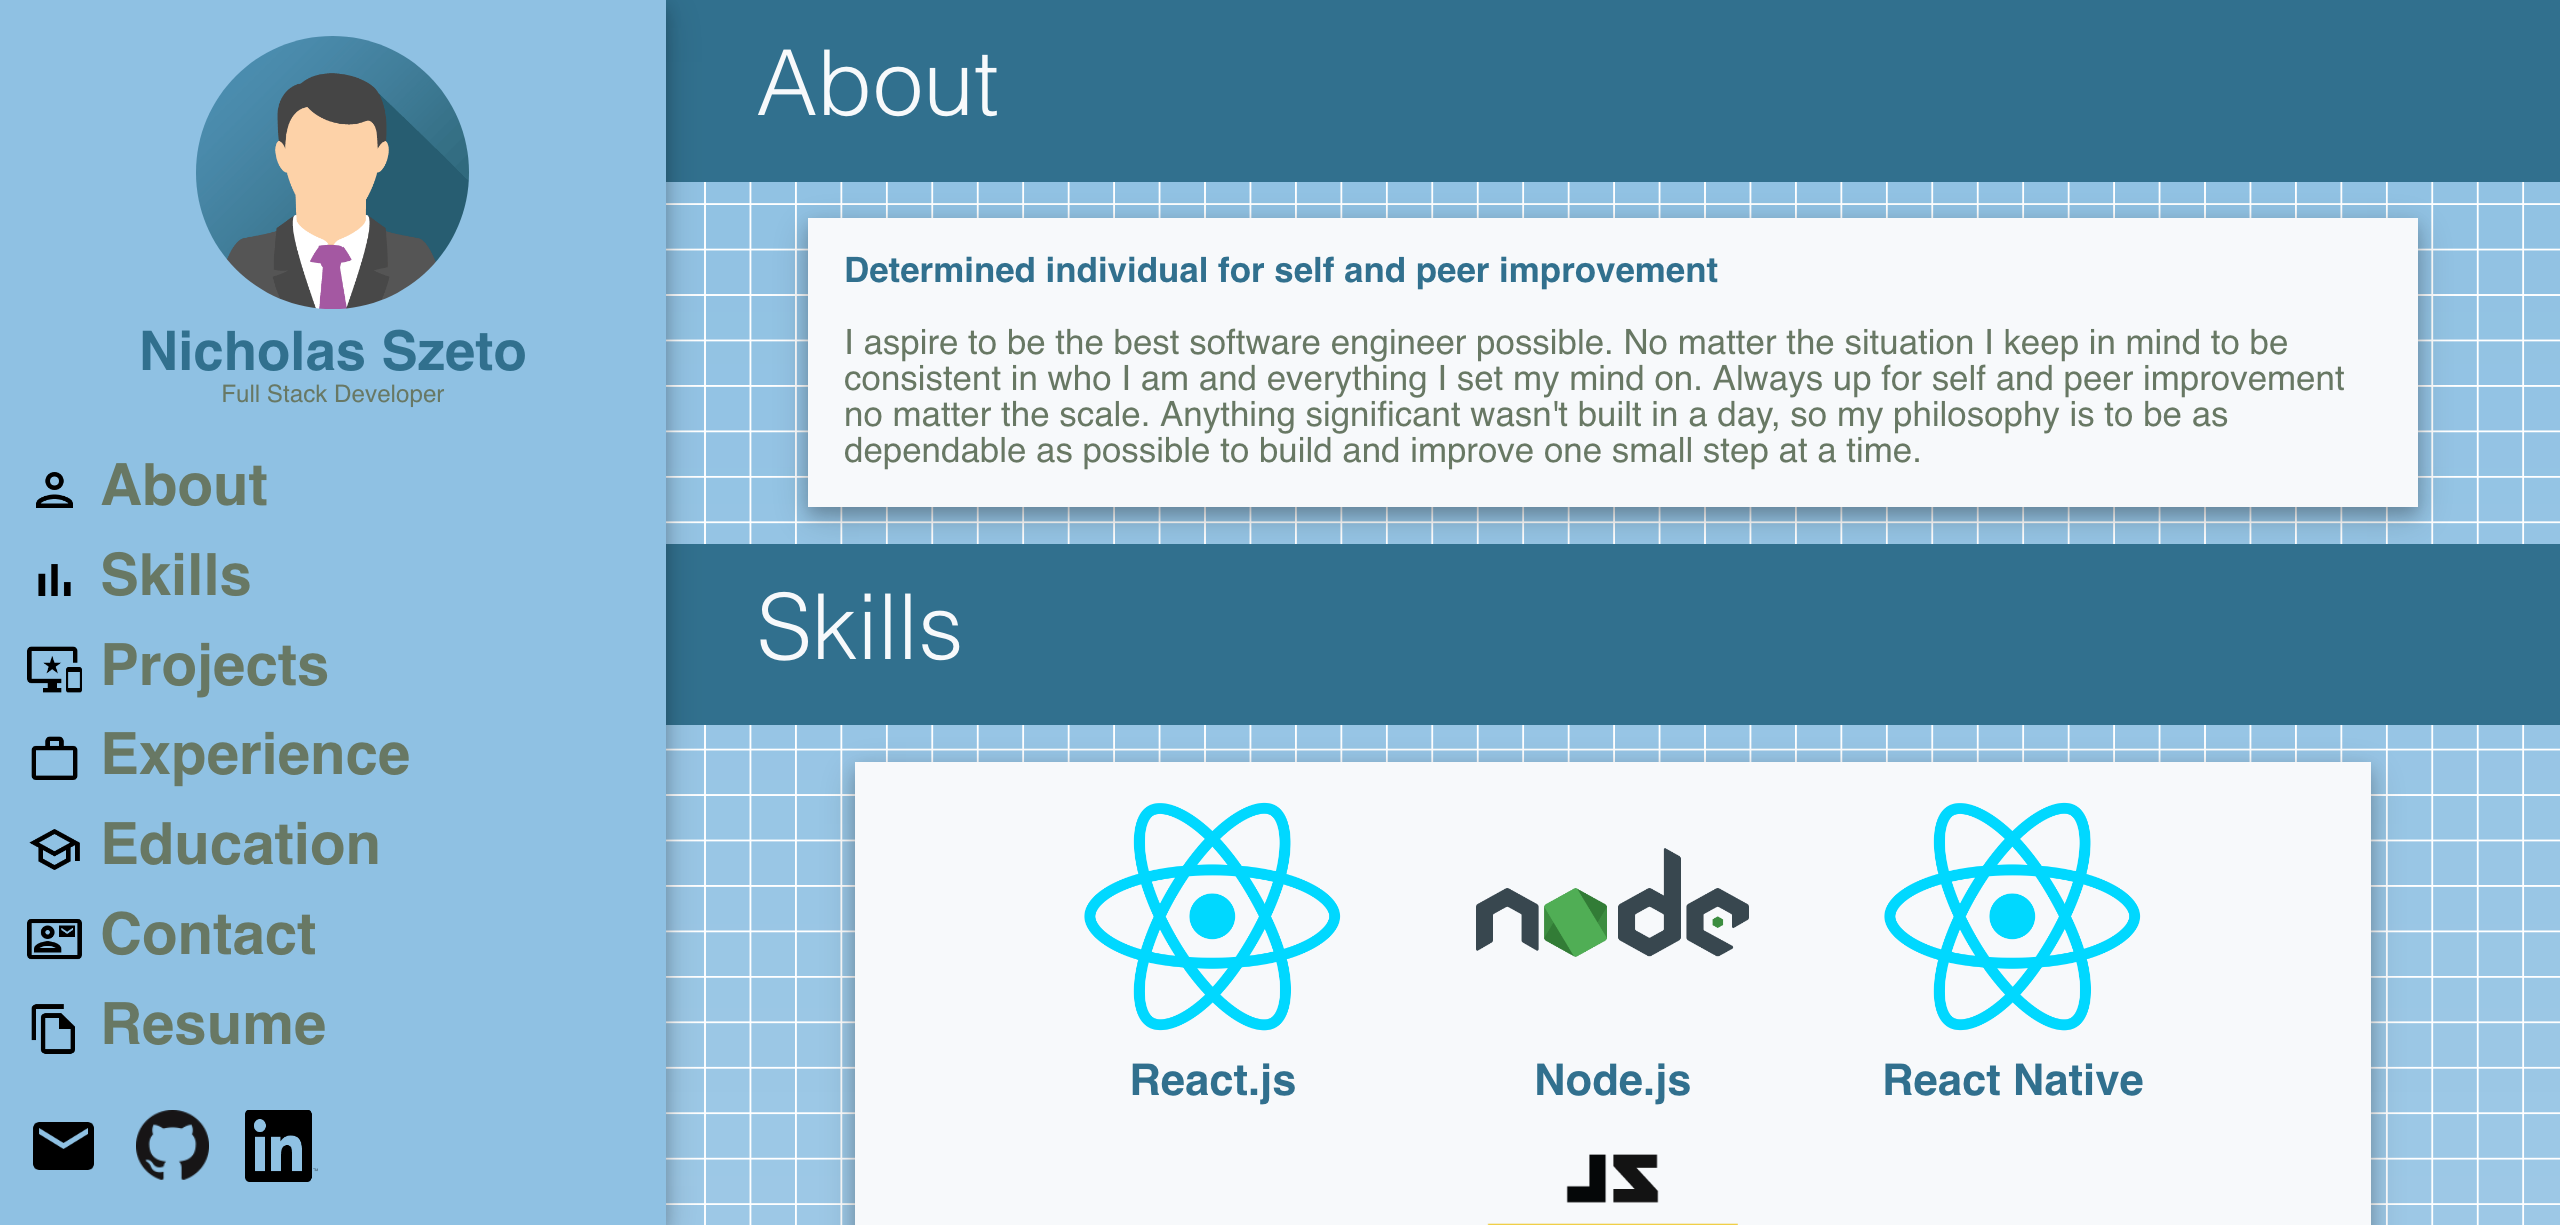 Nicholas Szeto
Full Stack Developer
About
Skills
Projects
Experience
Education
Contact
Resume
in
About
Determined individual for self and peer improvement
I aspire to be the best software engineer possible. No matter the situation I keep in mind to be
consistent in who I am and everything I set my mind on. Always up for self and peer improvement
no matter the scale. Anything significant wasn't built in a day, so my philosophy is to be as
dependable as possible to build and improve one small step at a time.
Skills
node
React.js
Node.js
React Native
JS